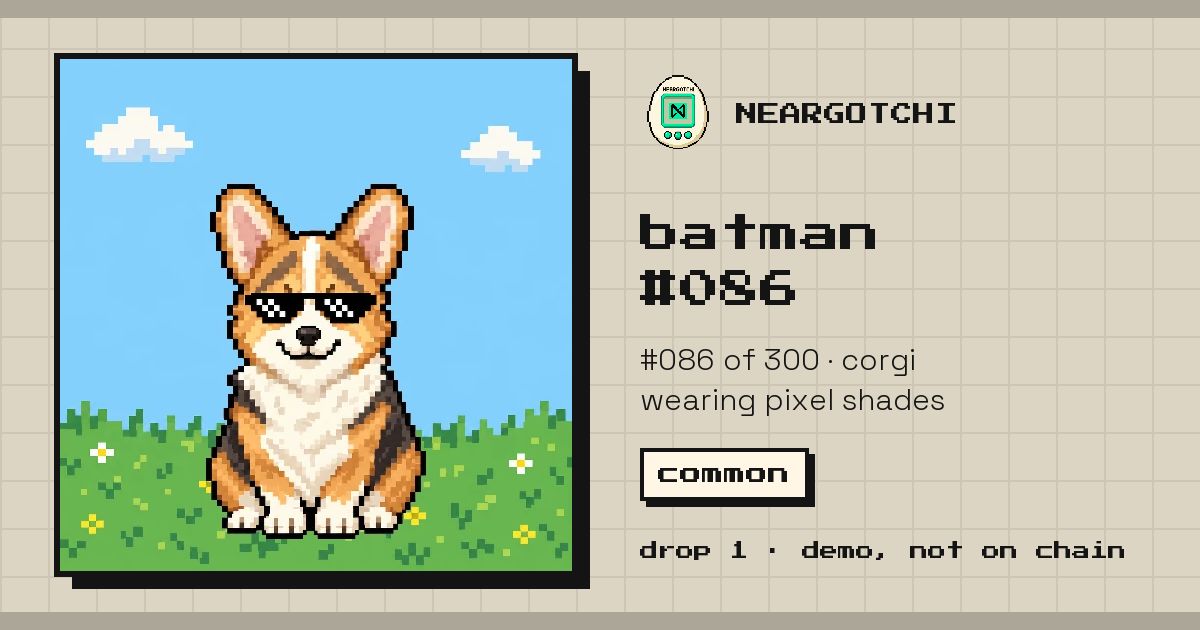 NEARGOTCHI
NEARGOTCHI
batman
#086
#086 of 300 · corgi
wearing pixel shades
common
drop 1 · demo, not on chain